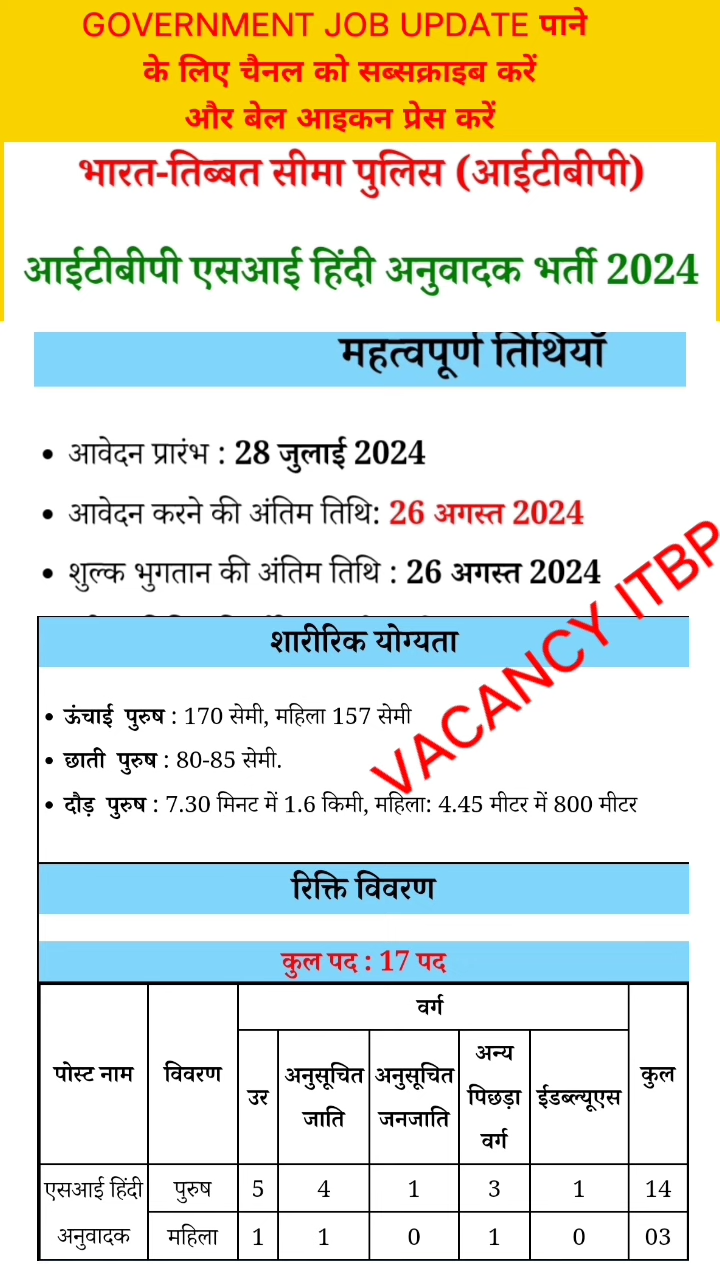 GOVERNMENT JOB UPDATE पाने
के लिए चैनल को सब्सक्राइब करें
और बेल आइकन प्रेस करें
भारत-तिब्बत सीमा पुलिस (आईटीबीपी)
आईटीबीपी एसआई हिंदी अनुवादक भर्ती 2024
महत्वपूर्ण तिथियाँ
• आवेदन प्रारंभ : 28 जुलाई 2024
• आवेदन करने की अंतिम तिथि: 26 अगस्त 2024
• शुल्क भुगतान की अंतिम तिथि : 26 अगस्त 2024
VACANCY ITBP
शारीरिक योग्यता
• ऊंचाई पुरुष : 170 सेमी, महिला 157 सेमी
• छाती पुरुष : 80-85 सेमी.
• दौड़ पुरुष : 7.30 मिनट में 1.6 किमी, महिला: 4.45 मीटर में 800 मीटर
रिक्ति विवरण
कुल पद : 17 पद
वर्ग
पोस्ट नाम विवरण उर अनुसूचित जाति अनुसूचित जनजाति अन्य पिछड़ा वर्ग ईडब्ल्यूएस कुल
एसआई हिंदी पुरुष 5 4 1 3 1 14
अनुवादक महिला 1 1 0 1 0 03